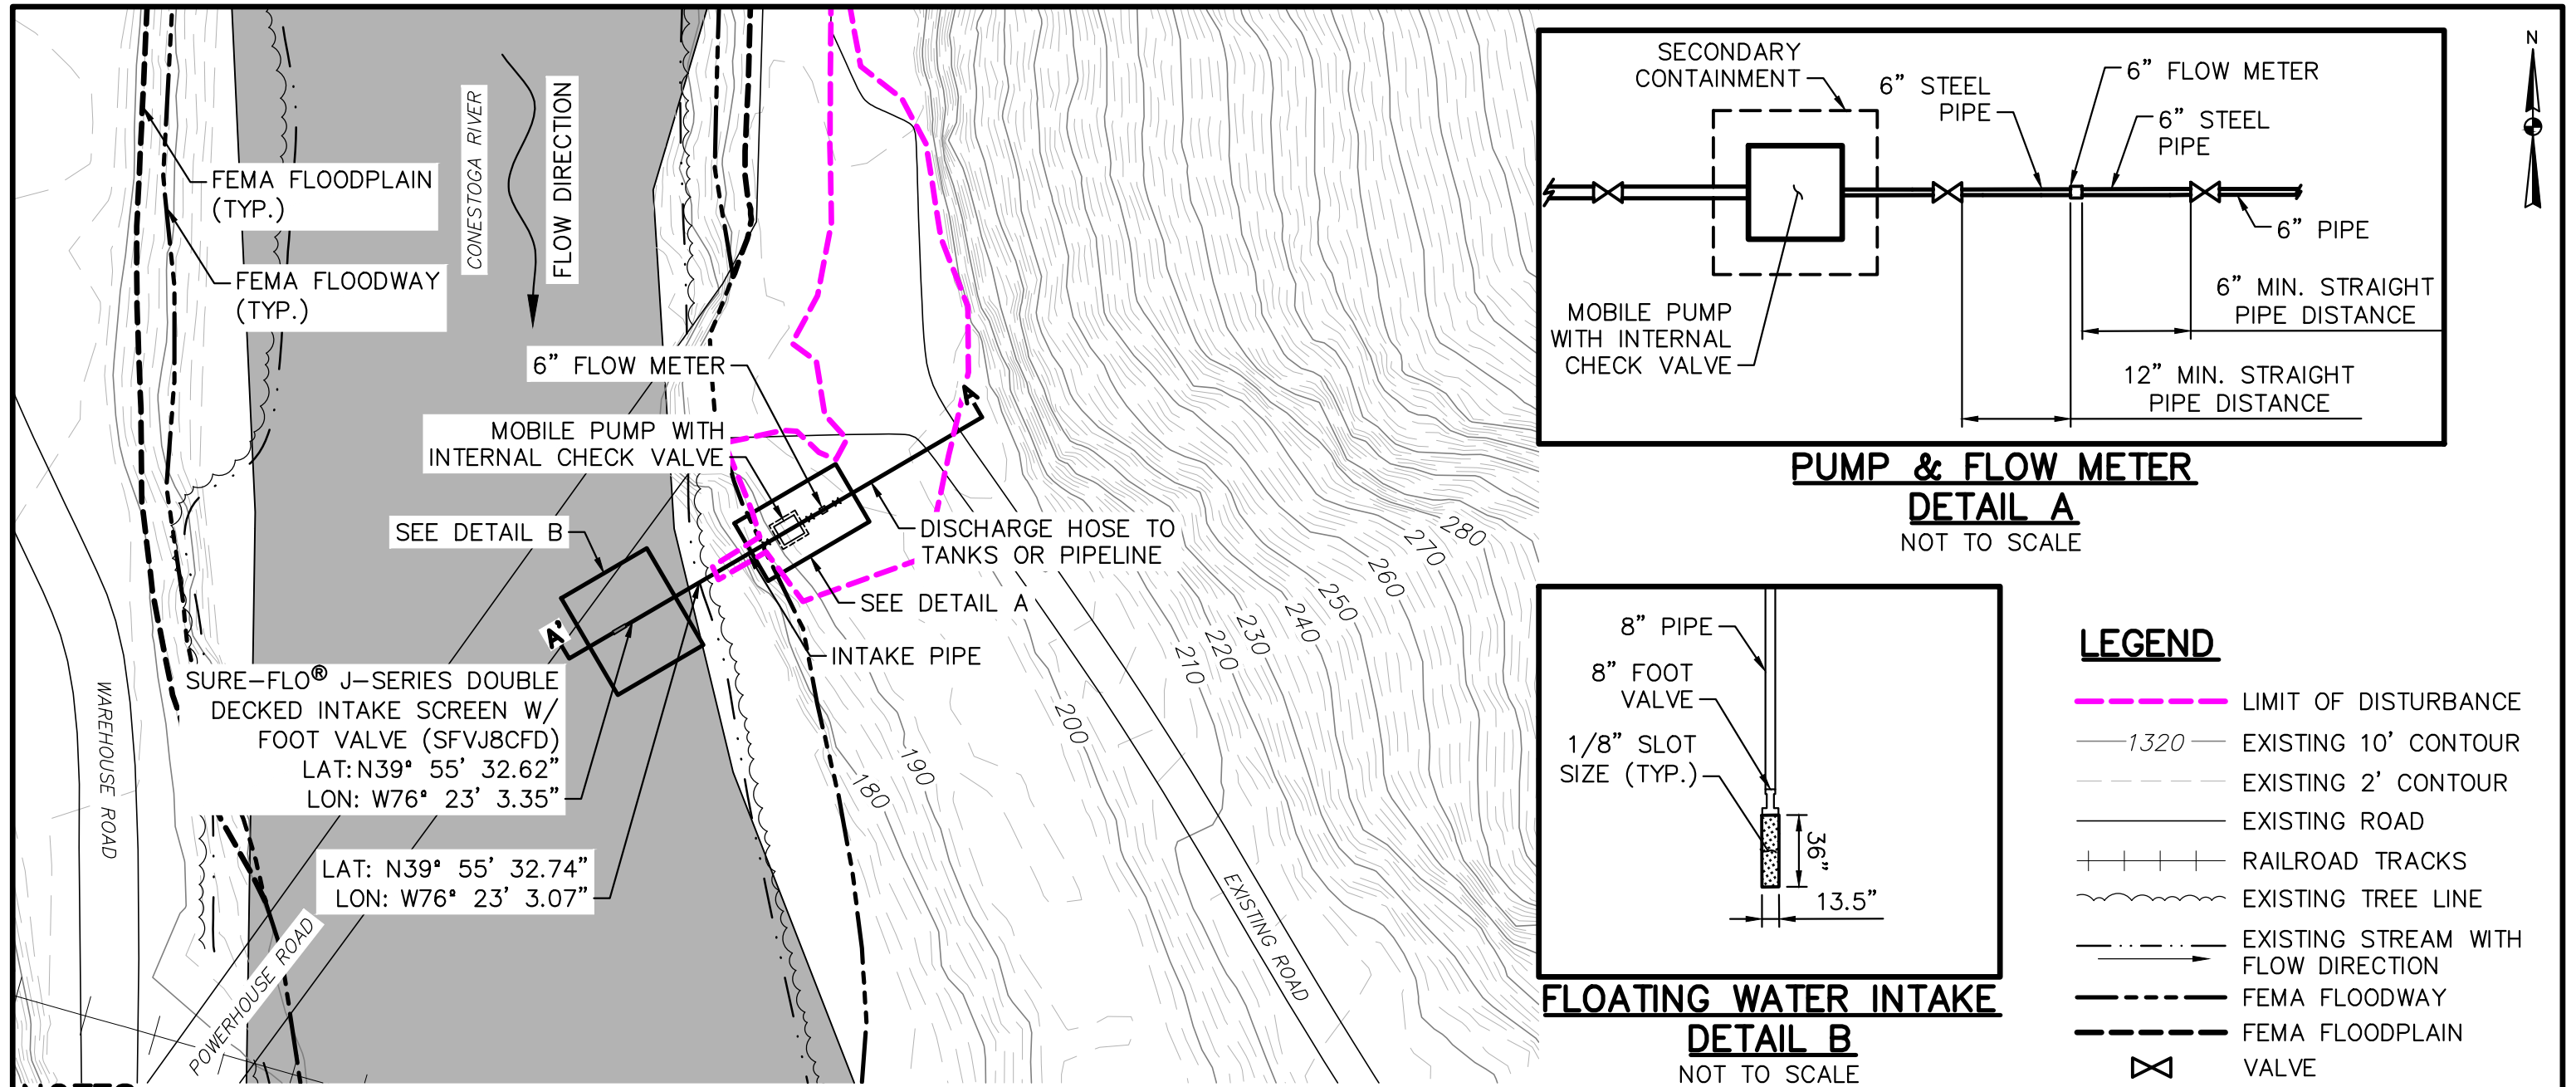 FEMA FLOODPLAIN
(TYP.)
FEMA FLOODWAY
(TYP.)
CONESTOGA RIVER
FLOW DIRECTION
6” FLOW METER
MOBILE PUMP WITH
INTERNAL CHECK VALVE
SEE DETAIL B
A
A'
DISCHARGE HOSE TO
TANKS OR PIPELINE
SEE DETAIL A
INTAKE PIPE
SURE-FLO® J-SERIES DOUBLE
DECKED INTAKE SCREEN W/
FOOT VALVE (SFVJ8CFD)
LAT: N39° 55' 32.62”
LON: W76° 23' 3.35”
LAT: N39° 55' 32.74”
LON: W76° 23' 3.07”
WAREHOUSE ROAD
POWERHOUSE ROAD
EXISTING ROAD
180
190
200
210
220
230
240
250
260
270
280
SECONDARY
CONTAINMENT
6” STEEL
PIPE
6” FLOW METER
6” STEEL
PIPE
6” PIPE
MOBILE PUMP
WITH INTERNAL
CHECK VALVE
6” MIN. STRAIGHT
PIPE DISTANCE
12” MIN. STRAIGHT
PIPE DISTANCE
PUMP & FLOW METER
DETAIL A
NOT TO SCALE
N
8” PIPE
8” FOOT
VALVE
1/8” SLOT
SIZE (TYP.)
36”
13.5”
FLOATING WATER INTAKE
DETAIL B
NOT TO SCALE
LEGEND
LIMIT OF DISTURBANCE
1320
EXISTING 10' CONTOUR
EXISTING 2' CONTOUR
EXISTING ROAD
RAILROAD TRACKS
EXISTING TREE LINE
EXISTING STREAM WITH
FLOW DIRECTION
FEMA FLOODWAY
FEMA FLOODPLAIN
VALVE